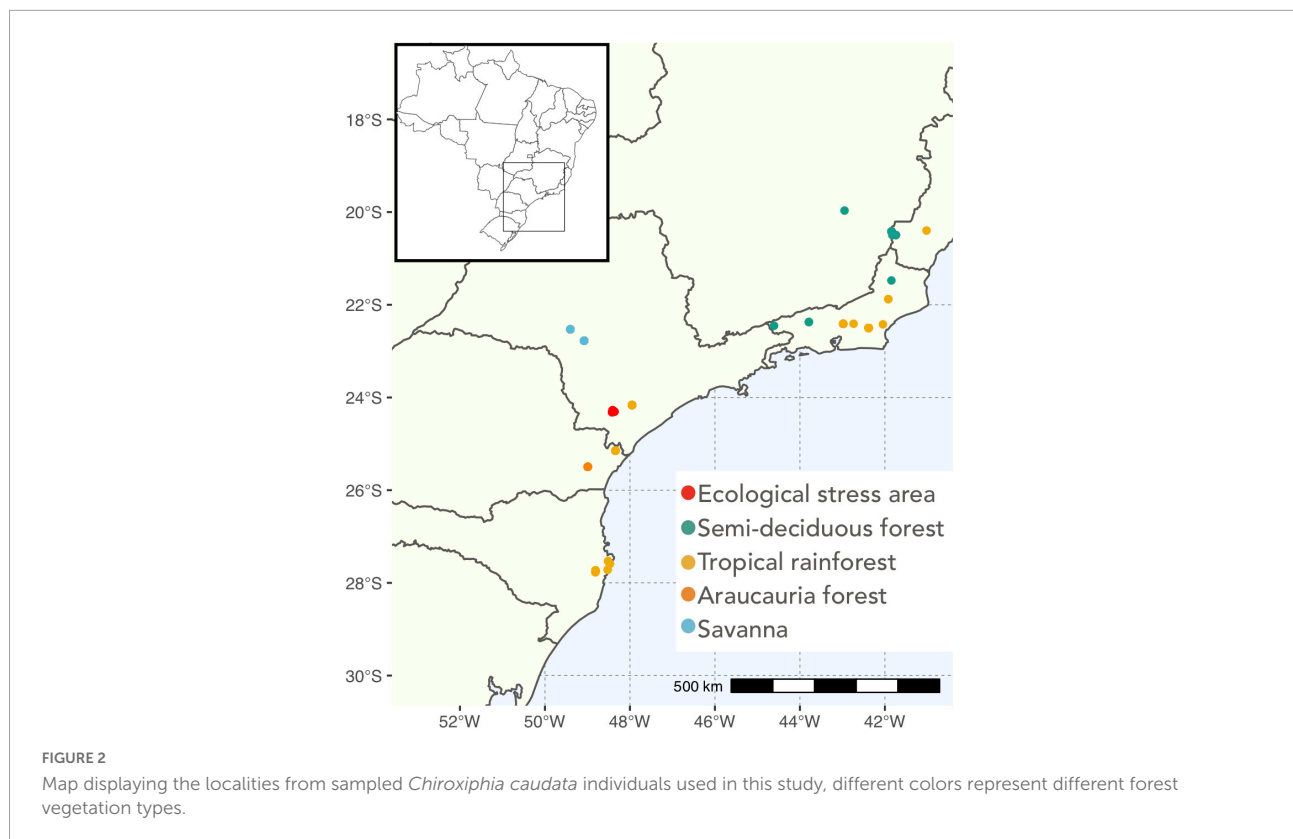 18°S
20°S
22°S
24°S
26°S
28°S
30°S
Ecological stress area
Semi-deciduous forest
Tropical rainforest
Araucauria forest
Savanna
500 km
52°W 50°W 48°W 46°W 44°W 42°W
FIGURE 2
Map displaying the localities from sampled Chiroxiphia caudata individuals used in this study, different colors represent different forest
vegetation types.